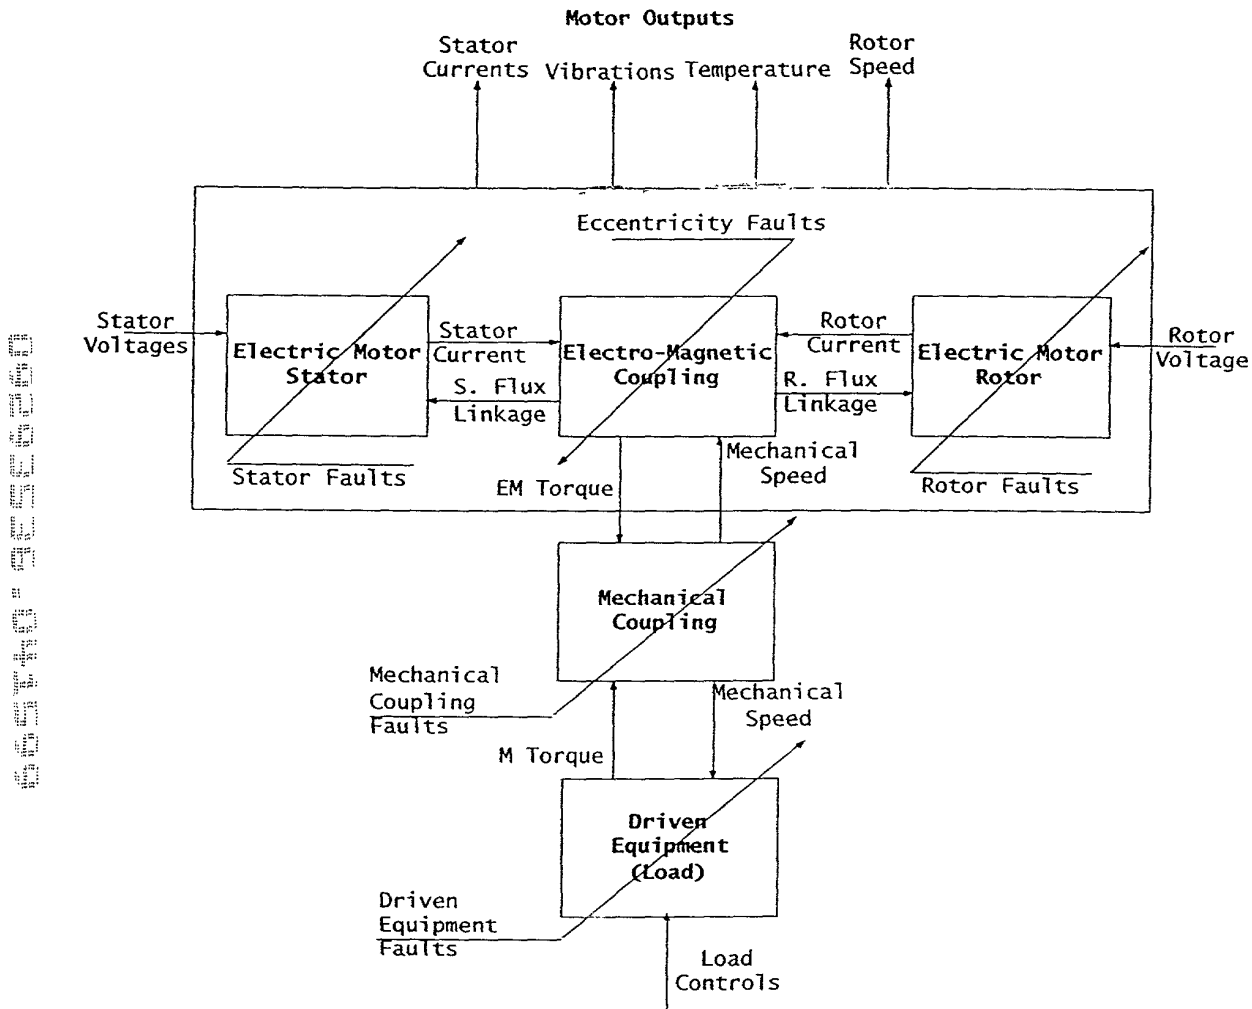 Motor Outputs
Stator
Currents
Vibrations
Temperature
Rotor
Speed
Eccentricity Faults
Stator
Voltages
Electric Motor
Stator
Stator
Current
S. Flux
Linkage
Electro-Magnetic
Coupling
Rotor
Current
R. Flux
Linkage
Electric Motor
Rotor
Rotor
Voltage
Stator Faults
EM Torque
Mechanical
Speed
Rotor Faults
Mechanical
Coupling
Mechanical
Coupling
Faults
Mechanical
Speed
M Torque
Driven
Equipment
(Load)
Driven
Equipment
Faults
Load
Controls